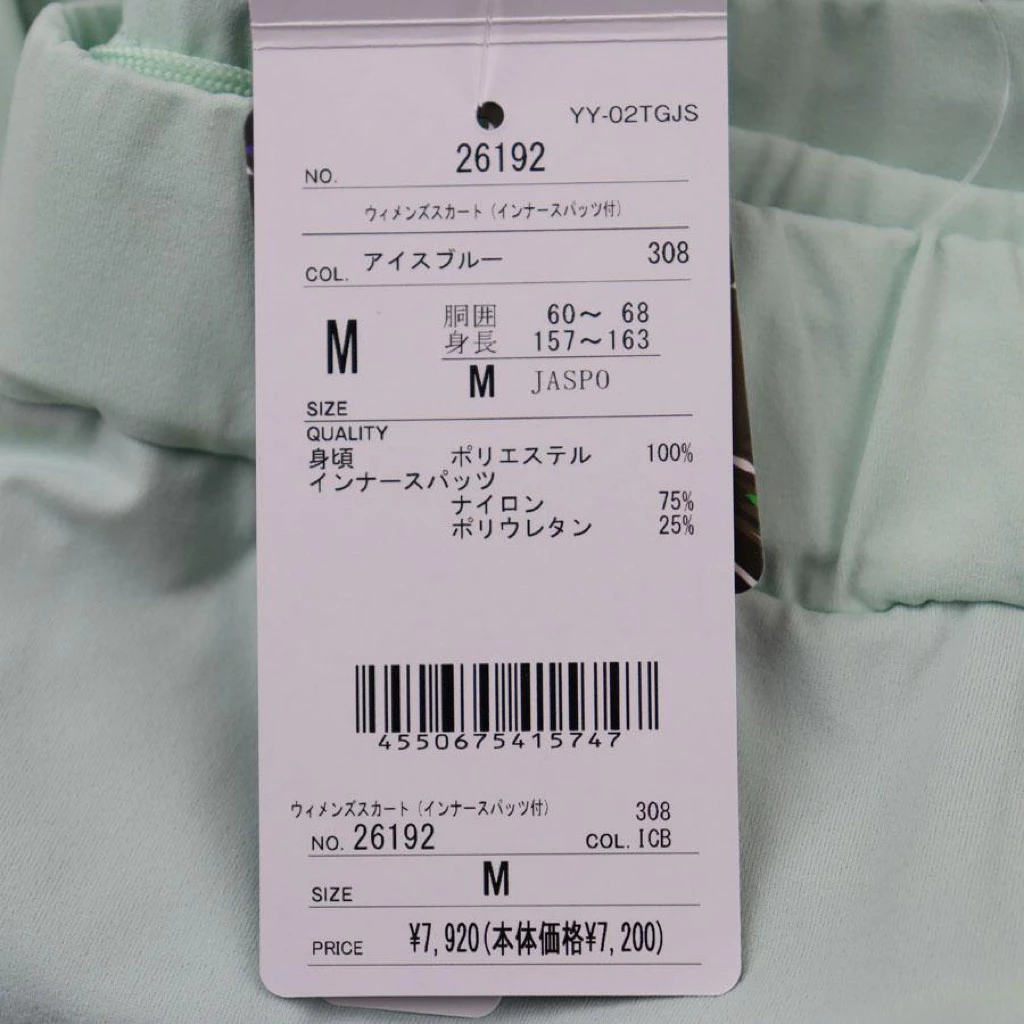 YY-02TGJS
NO. 26192
ウィメンズスカート(インナースパッツ付)
COL. アイスブルー 308
M 胴囲 60〜 68
身長 157〜163
M JASPO
SIZE
QUALITY
身頃 ポリエステル 100%
インナースパッツ
ナイロン 75%
ポリウレタン 25%
4550675415747
ウィメンズスカート(インナースパッツ付) 308
NO. 26192 COL. ICB
SIZE M
PRICE ¥7,920(本体価格¥7,200)